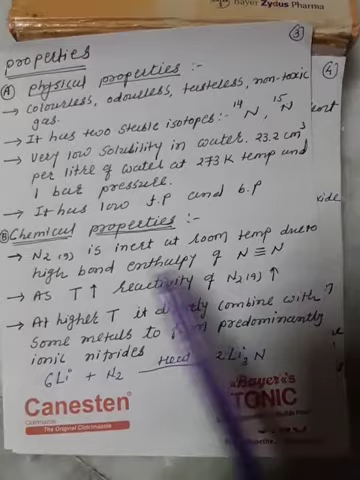 Bayer Zydus Pharma
③
④
properties
Ⓐ physical properties :-
→ Colourless, odourless, tasteless, non-toxic
gas.
→ It has two stable isotopes:- ¹⁴N, ¹⁵N
→ Very low solubility in water. 23.2 cm³
per litre of water at 273 K temp and
1 bar pressure.
→ It has low f.p and b.p
xide
Ⓑ Chemical properties :-
→ N₂(g) is inert at room temp due to
high bond enthalpy of N≡N
→ AS T↑ reactivity of N₂(g) ↑
→ At higher T it directly combine with
Some metals to form predominantly
ionic nitrides
6Li + N₂ Heat 2Li₃N
Canesten
Clotrimazole
The Original Clotrimazole
Bayer's
TONIC